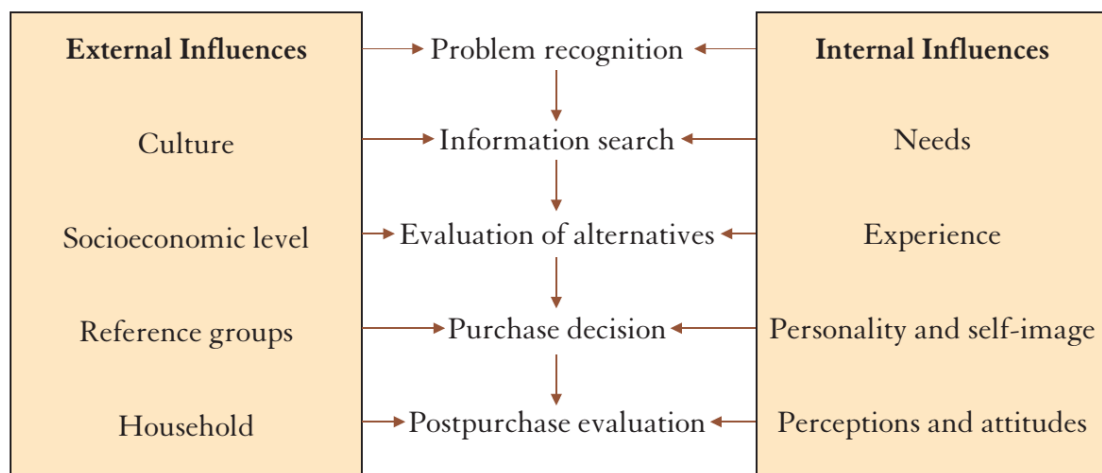 External Influences
Problem recognition
Internal Influences
Culture
Information search
Needs
Socioeconomic level
Evaluation of alternatives
Experience
Reference groups
Purchase decision
Personality and self-image
Household
Postpurchase evaluation
Perceptions and attitudes